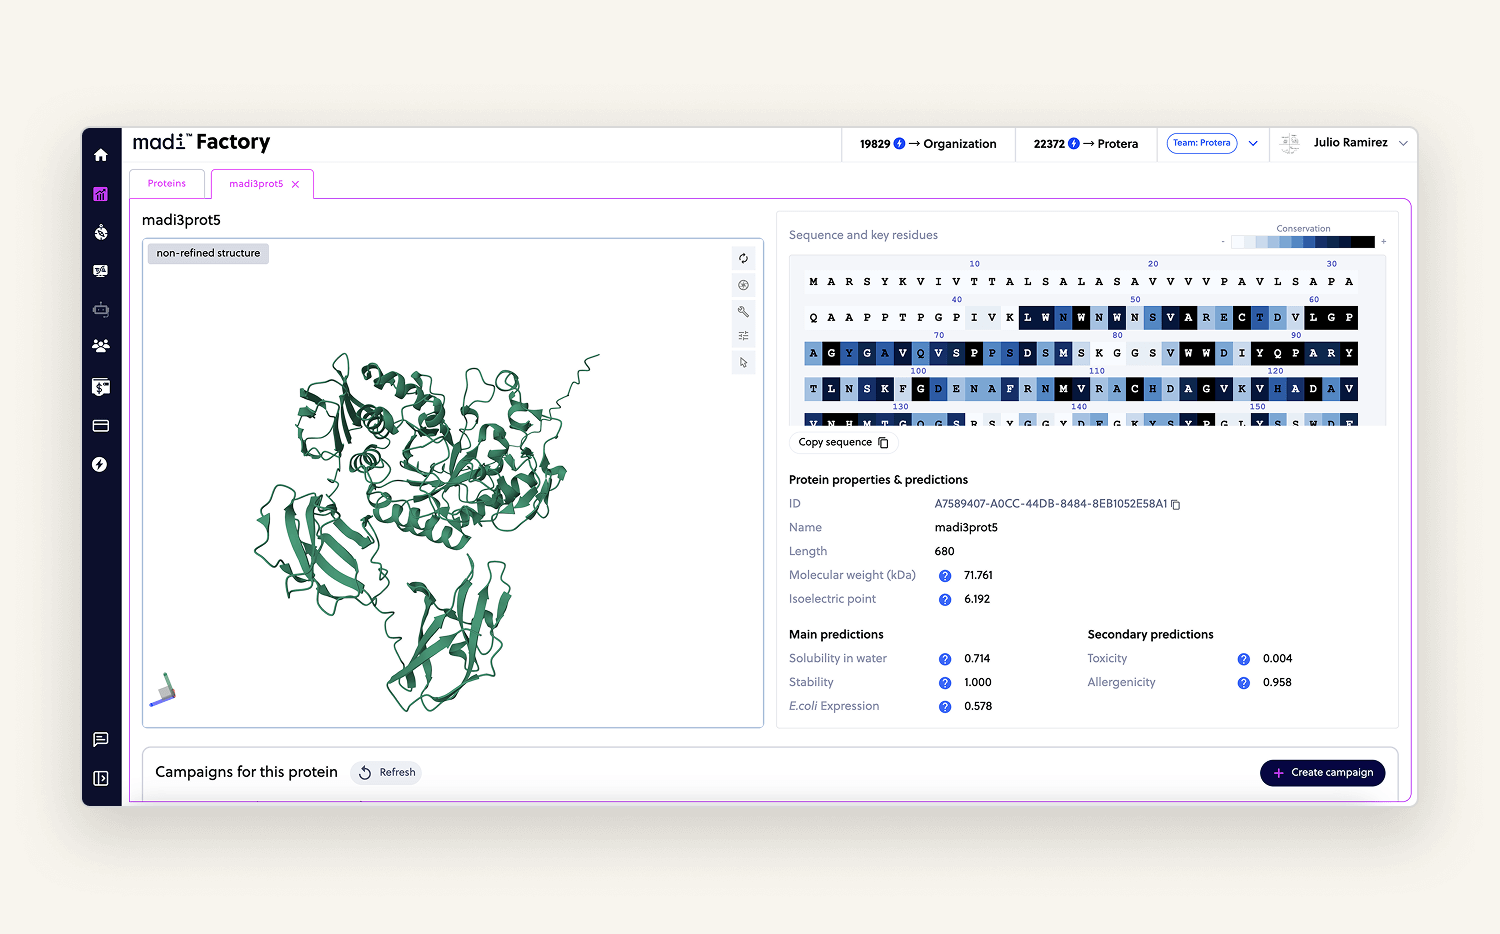 madi™ Factory
19829 → Organization
22372 → Protera
Team: Protera
Julio Ramirez
Proteins
madi3prot5
madi3prot5
non-refined structure
Sequence and key residues
Conservation
- +
10 20 30
M A R S Y K V I V T T A L S A L A S A V V V V P A V L S A P A
40 50 60
Q A A P P T P G P I V K L W N W N W N S V A R E C T D V L G P
70 80 90
A G Y G A V Q V S P P S D S M S K G G S V W W D I Y Q P A R Y
100 110 120
T L N S K F G D E N A F R N M V R A C H D A G V K V H A D A V
130 140 150
V N H M T G Q G S R S Y G G Y D F G K Y S Y P G L Y S S W D F
Copy sequence
Protein properties & predictions
ID A7589407-A0CC-44DB-8484-8EB1052E58A1
Name madi3prot5
Length 680
Molecular weight (kDa) ? 71.761
Isoelectric point ? 6.192
Main predictions
Solubility in water ? 0.714
Stability ? 1.000
E.coli Expression ? 0.578
Secondary predictions
Toxicity ? 0.004
Allergenicity ? 0.958
Campaigns for this protein
Refresh
+ Create campaign